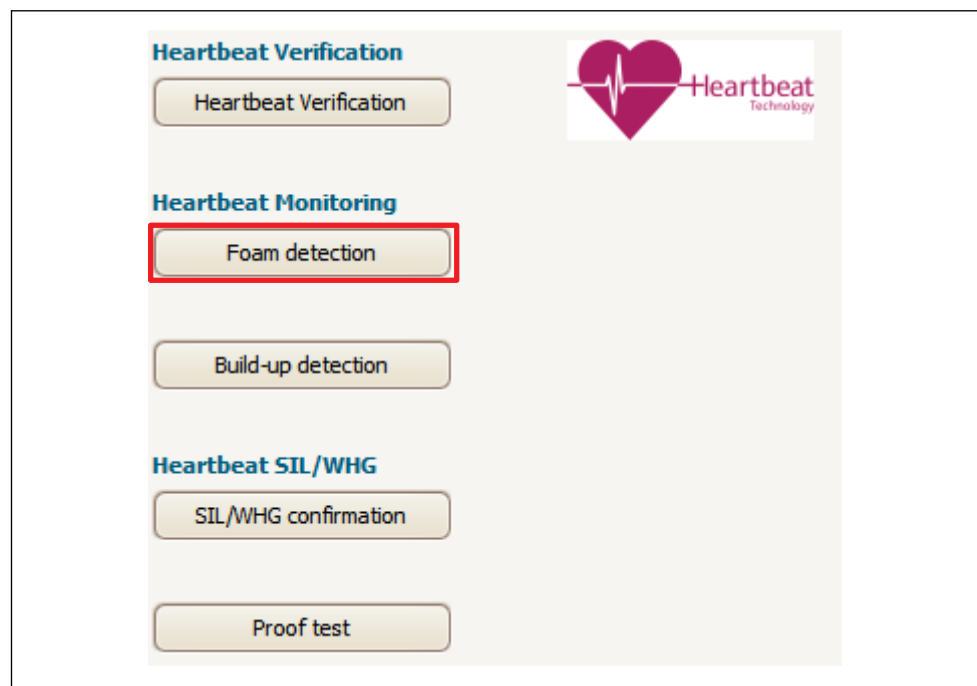 Heartbeat Verification
Heartbeat Verification
Heartbeat
Technology
Heartbeat Monitoring
Foam detection
Build-up detection
Heartbeat SIL/WHG
SIL/WHG confirmation
Proof test